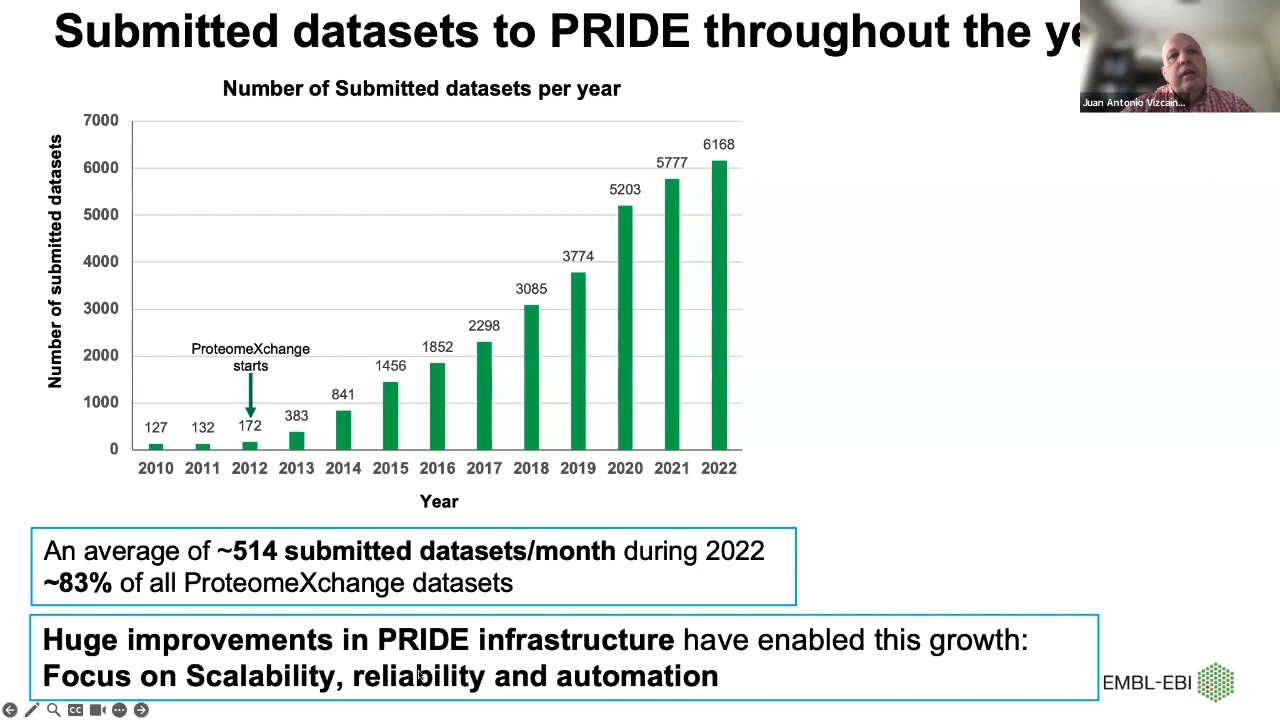 Submitted datasets to PRIDE throughout the ye
Juan Antonio Vizcain...
Number of Submitted datasets per year
Number of submitted datasets
7000
6000
5000
4000
3000
2000
1000
0
127
132
172
383
841
1456
1852
2298
3085
3774
5203
5777
6168
ProteomeXchange
starts
2010 2011 2012 2013 2014 2015 2016 2017 2018 2019 2020 2021 2022
Year
An average of ~514 submitted datasets/month during 2022
~83% of all ProteomeXchange datasets
Huge improvements in PRIDE infrastructure have enabled this growth:
Focus on Scalability, reliability and automation
EMBL-EBI
CC